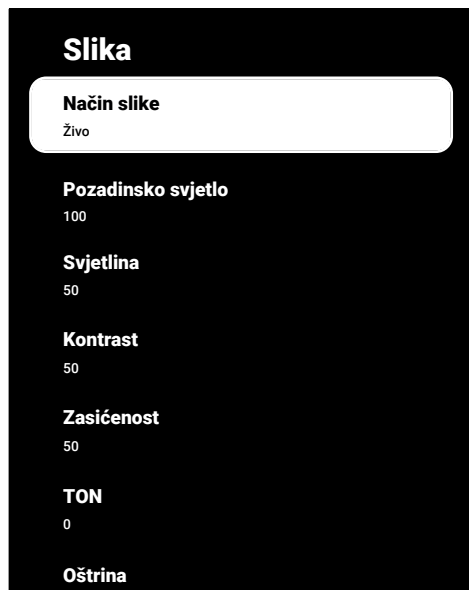 Slika
Način slike
Živo
Pozadinsko svjetlo
100
Svjetlina
50
Kontrast
50
Zasićenost
50
TON
0
Oštrina